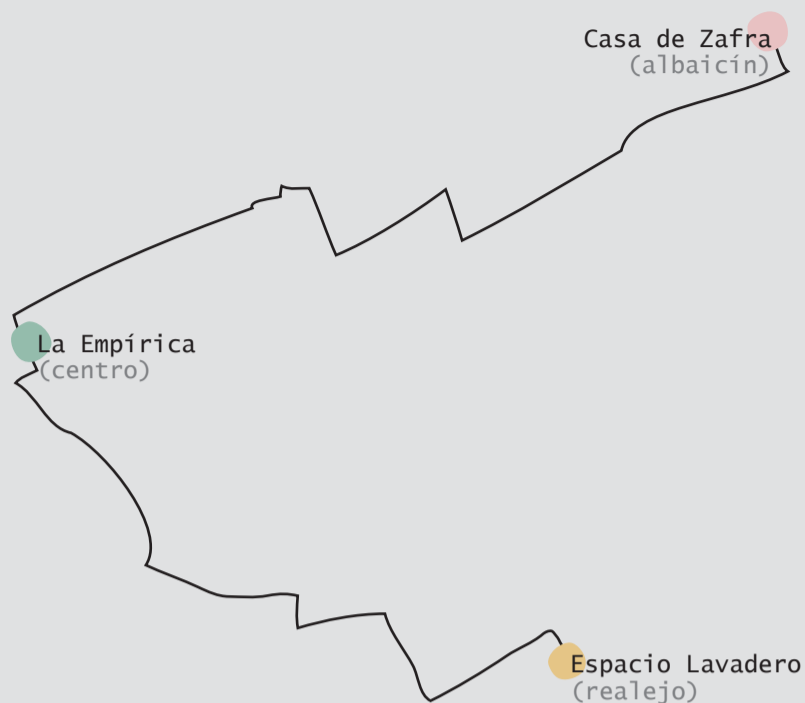 Casa de Zafra
(albaicín)
La Empírica
(centro)
Espacio Lavadero
(realejo)